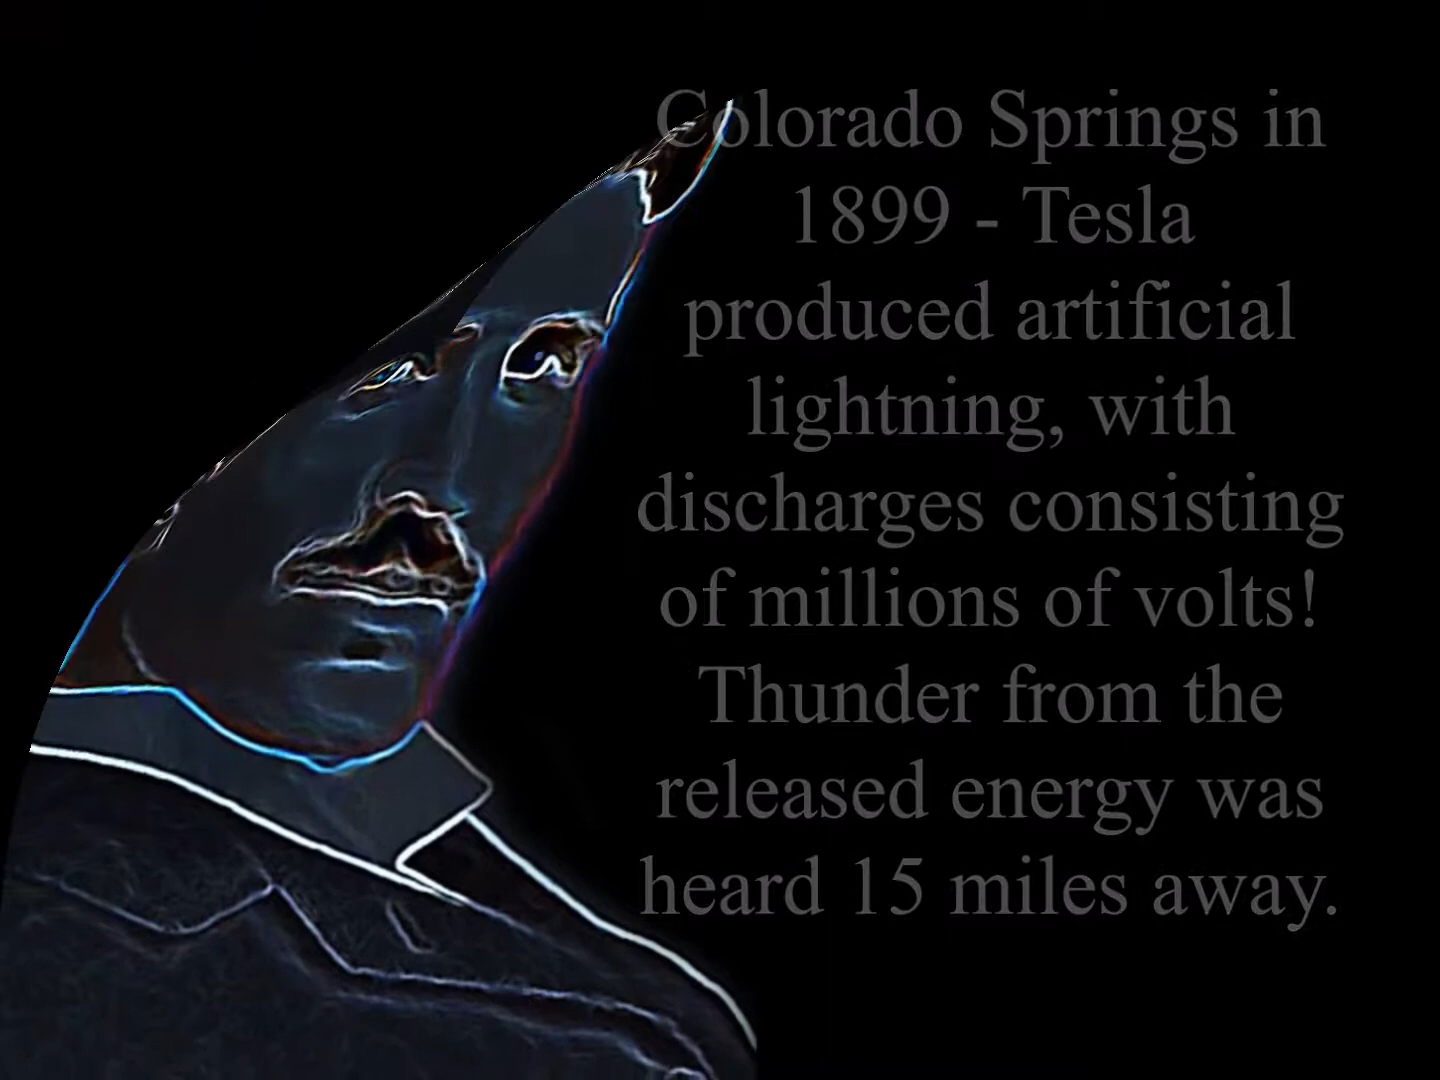 Colorado Springs in
1899 - Tesla
produced artificial
lightning, with
discharges consisting
of millions of volts!
Thunder from the
released energy was
heard 15 miles away.